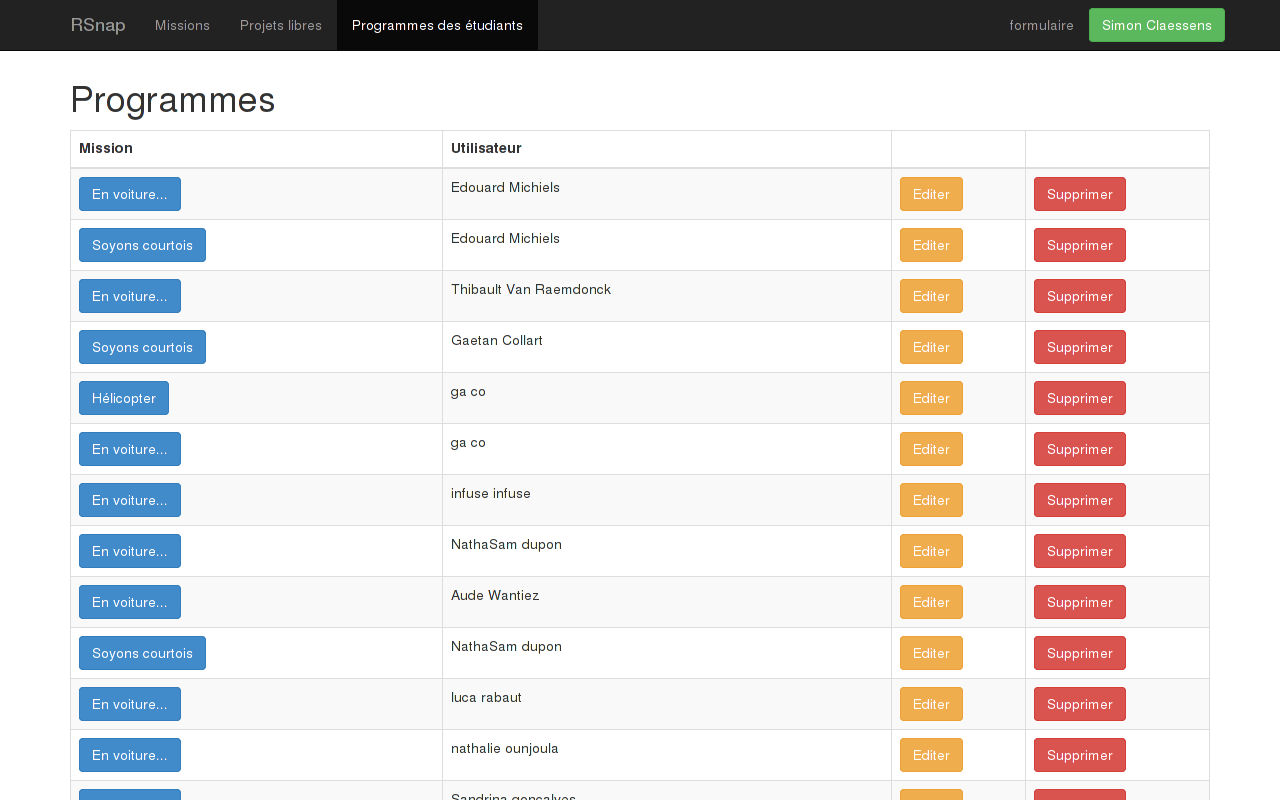 RSnap Missions Projets libres Programmes des étudiants formulaire Simon Claessens
Programmes
Mission Utilisateur
En voiture... Edouard Michiels Editer Supprimer
Soyons courtois Edouard Michiels Editer Supprimer
En voiture... Thibault Van Raemdonck Editer Supprimer
Soyons courtois Gaetan Collart Editer Supprimer
Hélicopter ga co Editer Supprimer
En voiture... ga co Editer Supprimer
En voiture... infuse infuse Editer Supprimer
En voiture... NathaSam dupon Editer Supprimer
En voiture... Aude Wantiez Editer Supprimer
Soyons courtois NathaSam dupon Editer Supprimer
En voiture... luca rabaut Editer Supprimer
En voiture... nathalie ounjoula Editer Supprimer
Sandrina goncalves